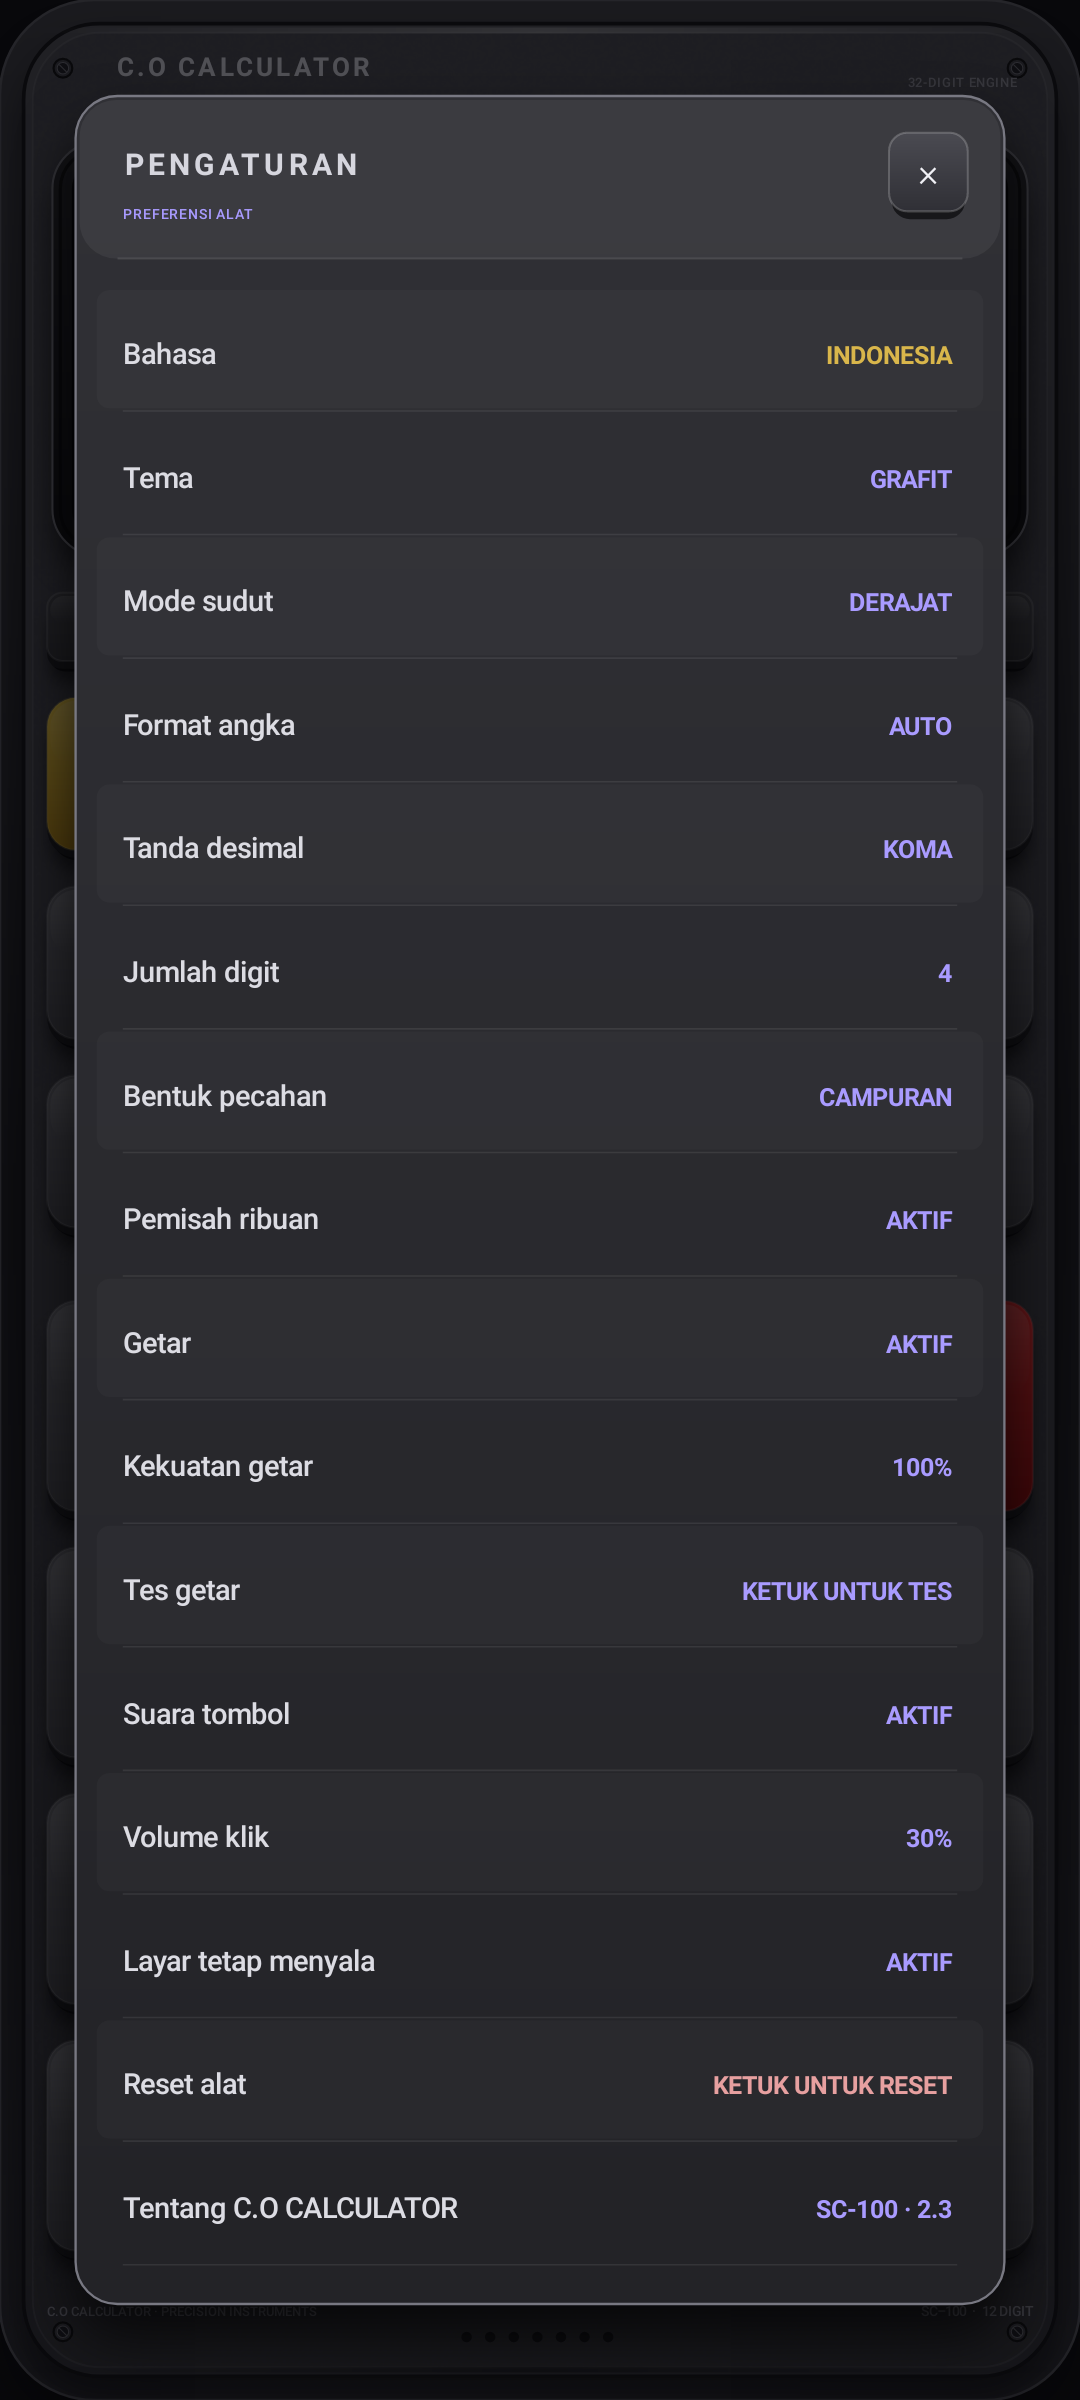 C.O CALCULATOR
32-DIGIT ENGINE
PENGATURAN
×
PREFERENSI ALAT
Bahasa INDONESIA
Tema GRAFIT
Mode sudut DERAJAT
Format angka AUTO
Tanda desimal KOMA
Jumlah digit 4
Bentuk pecahan CAMPURAN
Pemisah ribuan AKTIF
Getar AKTIF
Kekuatan getar 100%
Tes getar KETUK UNTUK TES
Suara tombol AKTIF
Volume klik 30%
Layar tetap menyala AKTIF
Reset alat KETUK UNTUK RESET
Tentang C.O CALCULATOR SC-100 · 2.3
C.O CALCULATOR · PRECISION INSTRUMENTS SC-100 · 12 DIGIT